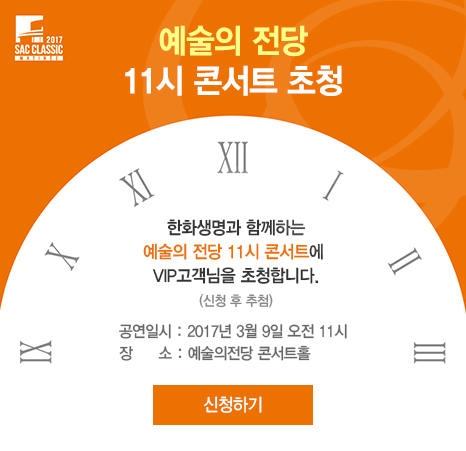 2017
SAC CLASSIC
MATINEE
예술의 전당
11시 콘서트 초청
XII
XI
I
X
II
IX
III
한화생명과 함께하는
예술의 전당 11시 콘서트에
VIP고객님을 초청합니다.
(신청 후 추첨)
공연일시 : 2017년 3월 9일 오전 11시
장 소 : 예술의전당 콘서트홀
신청하기